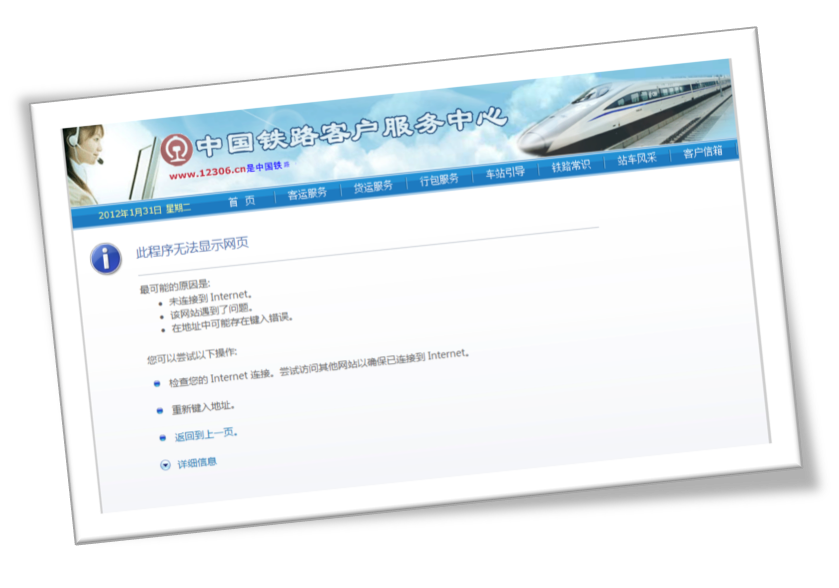 中国铁路客户服务中心
www.12306.cn是中国铁
2012年1月31日 星期二 首 页 客运服务 货运服务 行包服务 车站引导 铁路常识 站车风采 客户信箱
此程序无法显示网页
最可能的原因是:
• 未连接到 Internet。
• 该网站遇到了问题。
• 在地址中可能存在键入错误。
您可以尝试以下操作:
检查您的 Internet 连接。尝试访问其他网站以确保已连接到 Internet。
重新键入地址。
返回到上一页。
详细信息